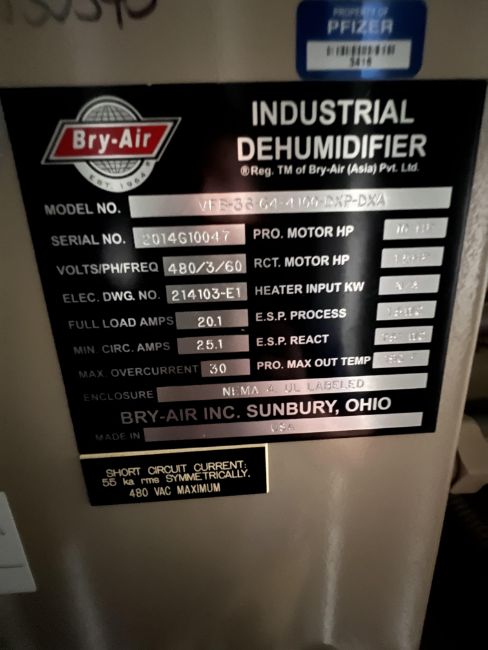 PROPERTY OF
PFIZER
Bry-Air
EST. 1964
INDUSTRIAL
DEHUMIDIFIER
®Reg. TM of Bry-Air (Asia) Pvt. Ltd.
MODEL NO.
SERIAL NO. 2014G10047 PRO. MOTOR HP
VOLTS/PH/FREQ 480/3/60 RCT. MOTOR HP
ELEC. DWG. NO. 214103-E1 HEATER INPUT KW N/A
FULL LOAD AMPS 20.1 E.S.P. PROCESS
MIN. CIRC. AMPS 25.1 E.S.P. REACT
MAX. OVERCURRENT 30 PRO. MAX OUT TEMP
ENCLOSURE NEMA 4, UL LABELED
BRY-AIR INC. SUNBURY, OHIO
MADE IN USA
SHORT CIRCUIT CURRENT:
55 ka rms SYMMETRICALLY.
480 VAC MAXIMUM